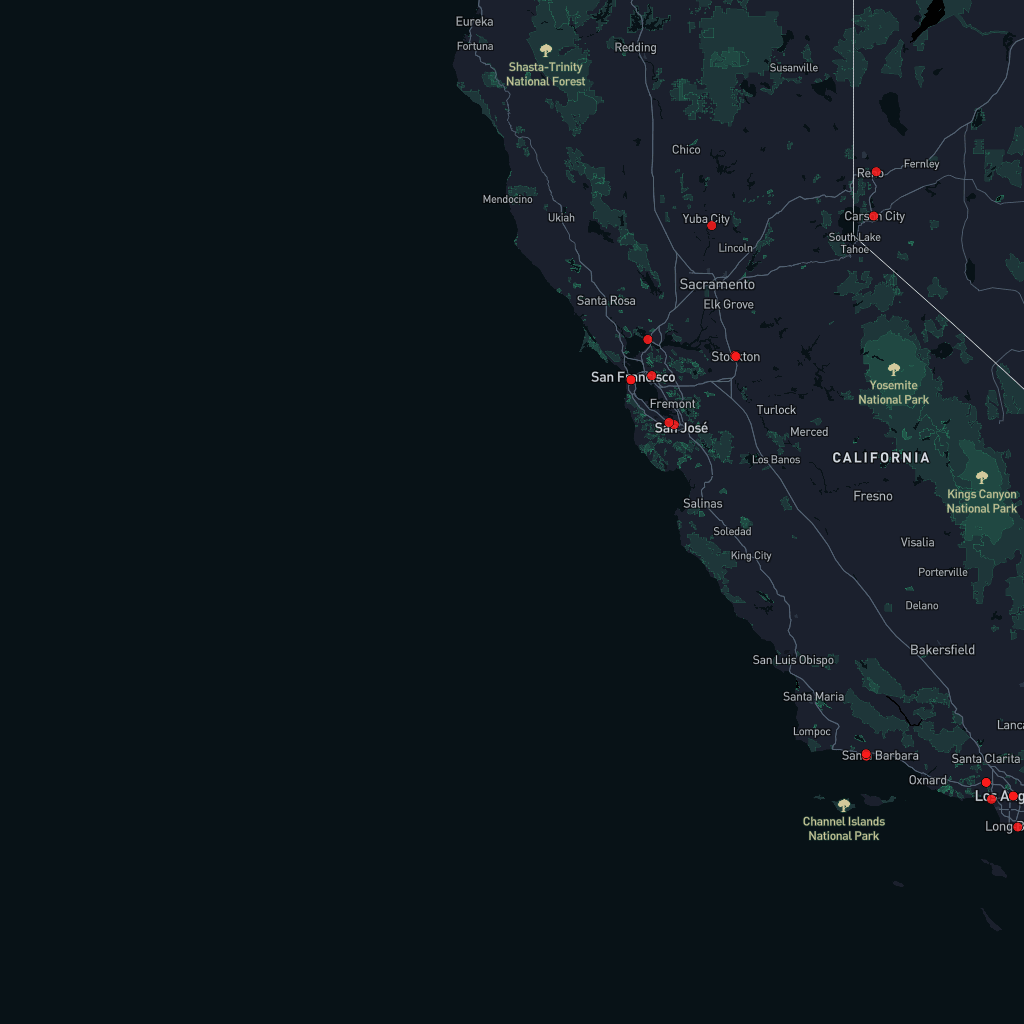 Eureka
Fortuna
Redding
Shasta-Trinity
National Forest
Susanville
Chico
Fernley
Reno
Mendocino
Ukiah
Yuba City
Carson City
South Lake
Tahoe
Lincoln
Sacramento
Santa Rosa
Elk Grove
Stockton
San Francisco
Yosemite
National Park
Fremont
Turlock
San José
Merced
Los Banos
CALIFORNIA
Salinas
Fresno
Kings Canyon
National Park
Soledad
King City
Visalia
Porterville
Delano
Bakersfield
San Luis Obispo
Santa Maria
Lanca
Lompoc
Santa Barbara
Santa Clarita
Oxnard
Los Ang
Channel Islands
National Park
Long B